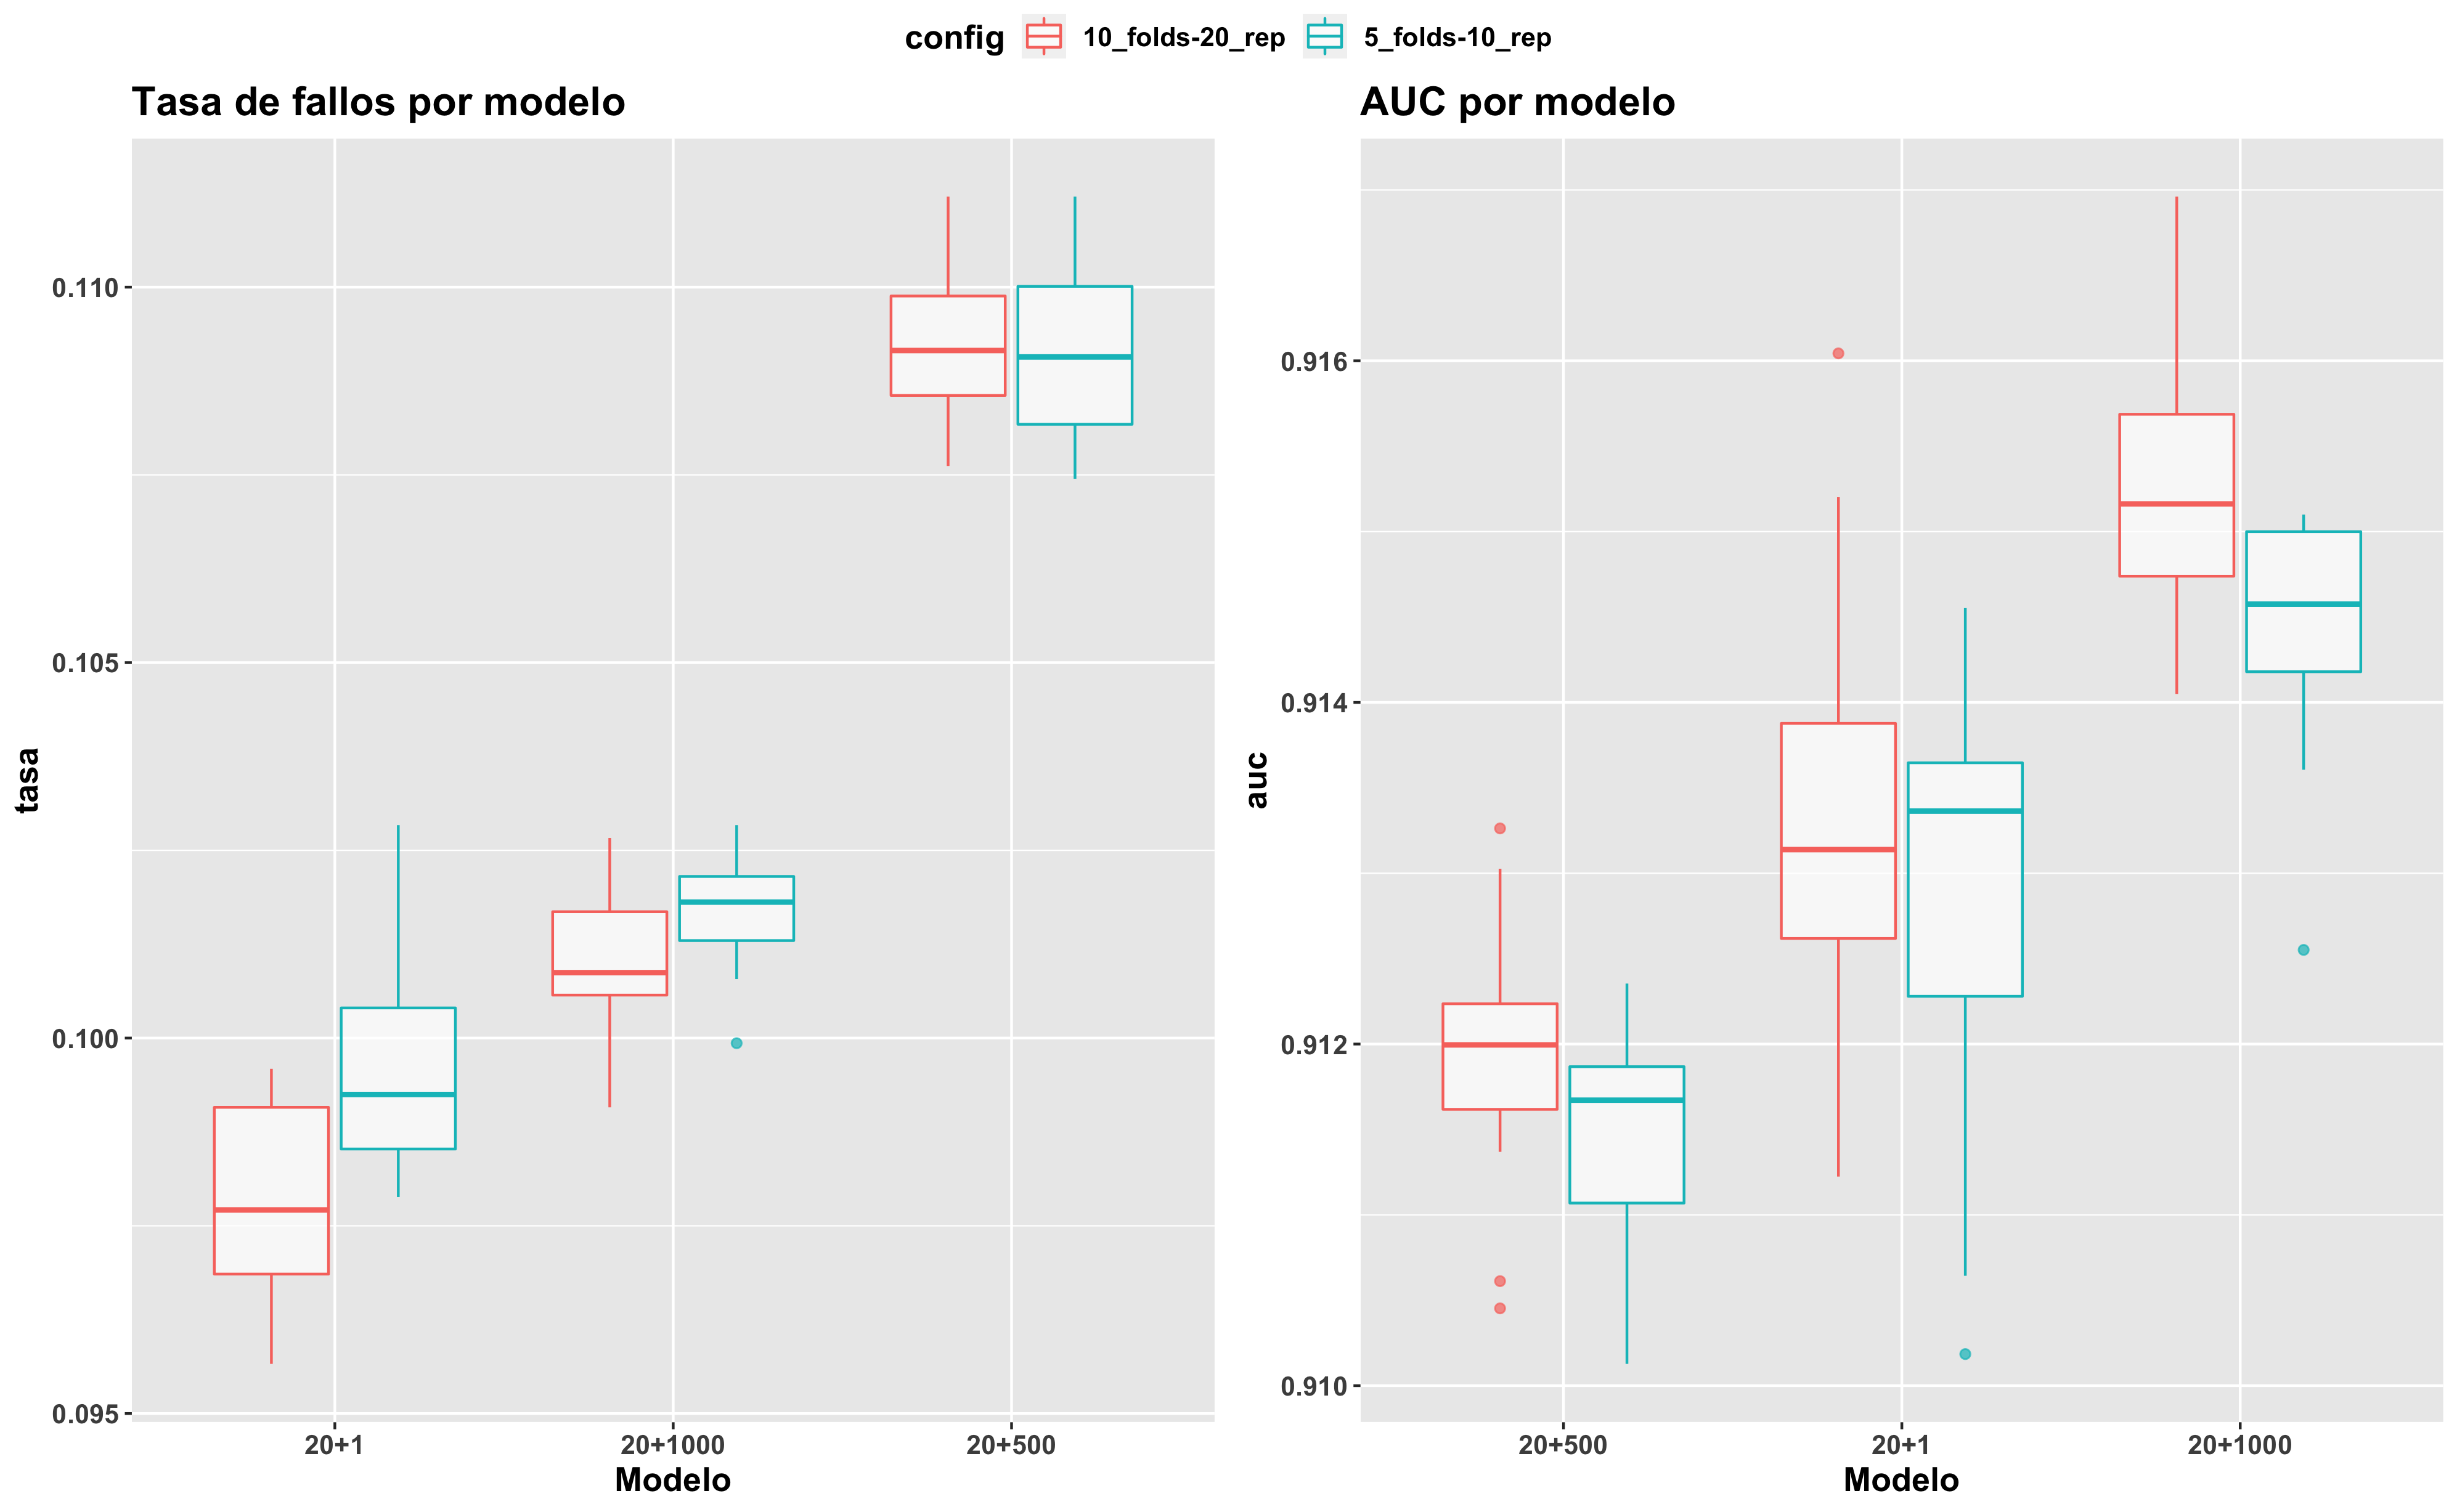 config 10_folds-20_rep 5_folds-10_rep
Tasa de fallos por modelo
tasa
0.110
0.105
0.100
0.095
20+1 20+1000 20+500
Modelo
AUC por modelo
auc
0.916
0.914
0.912
0.910
20+500 20+1 20+1000
Modelo